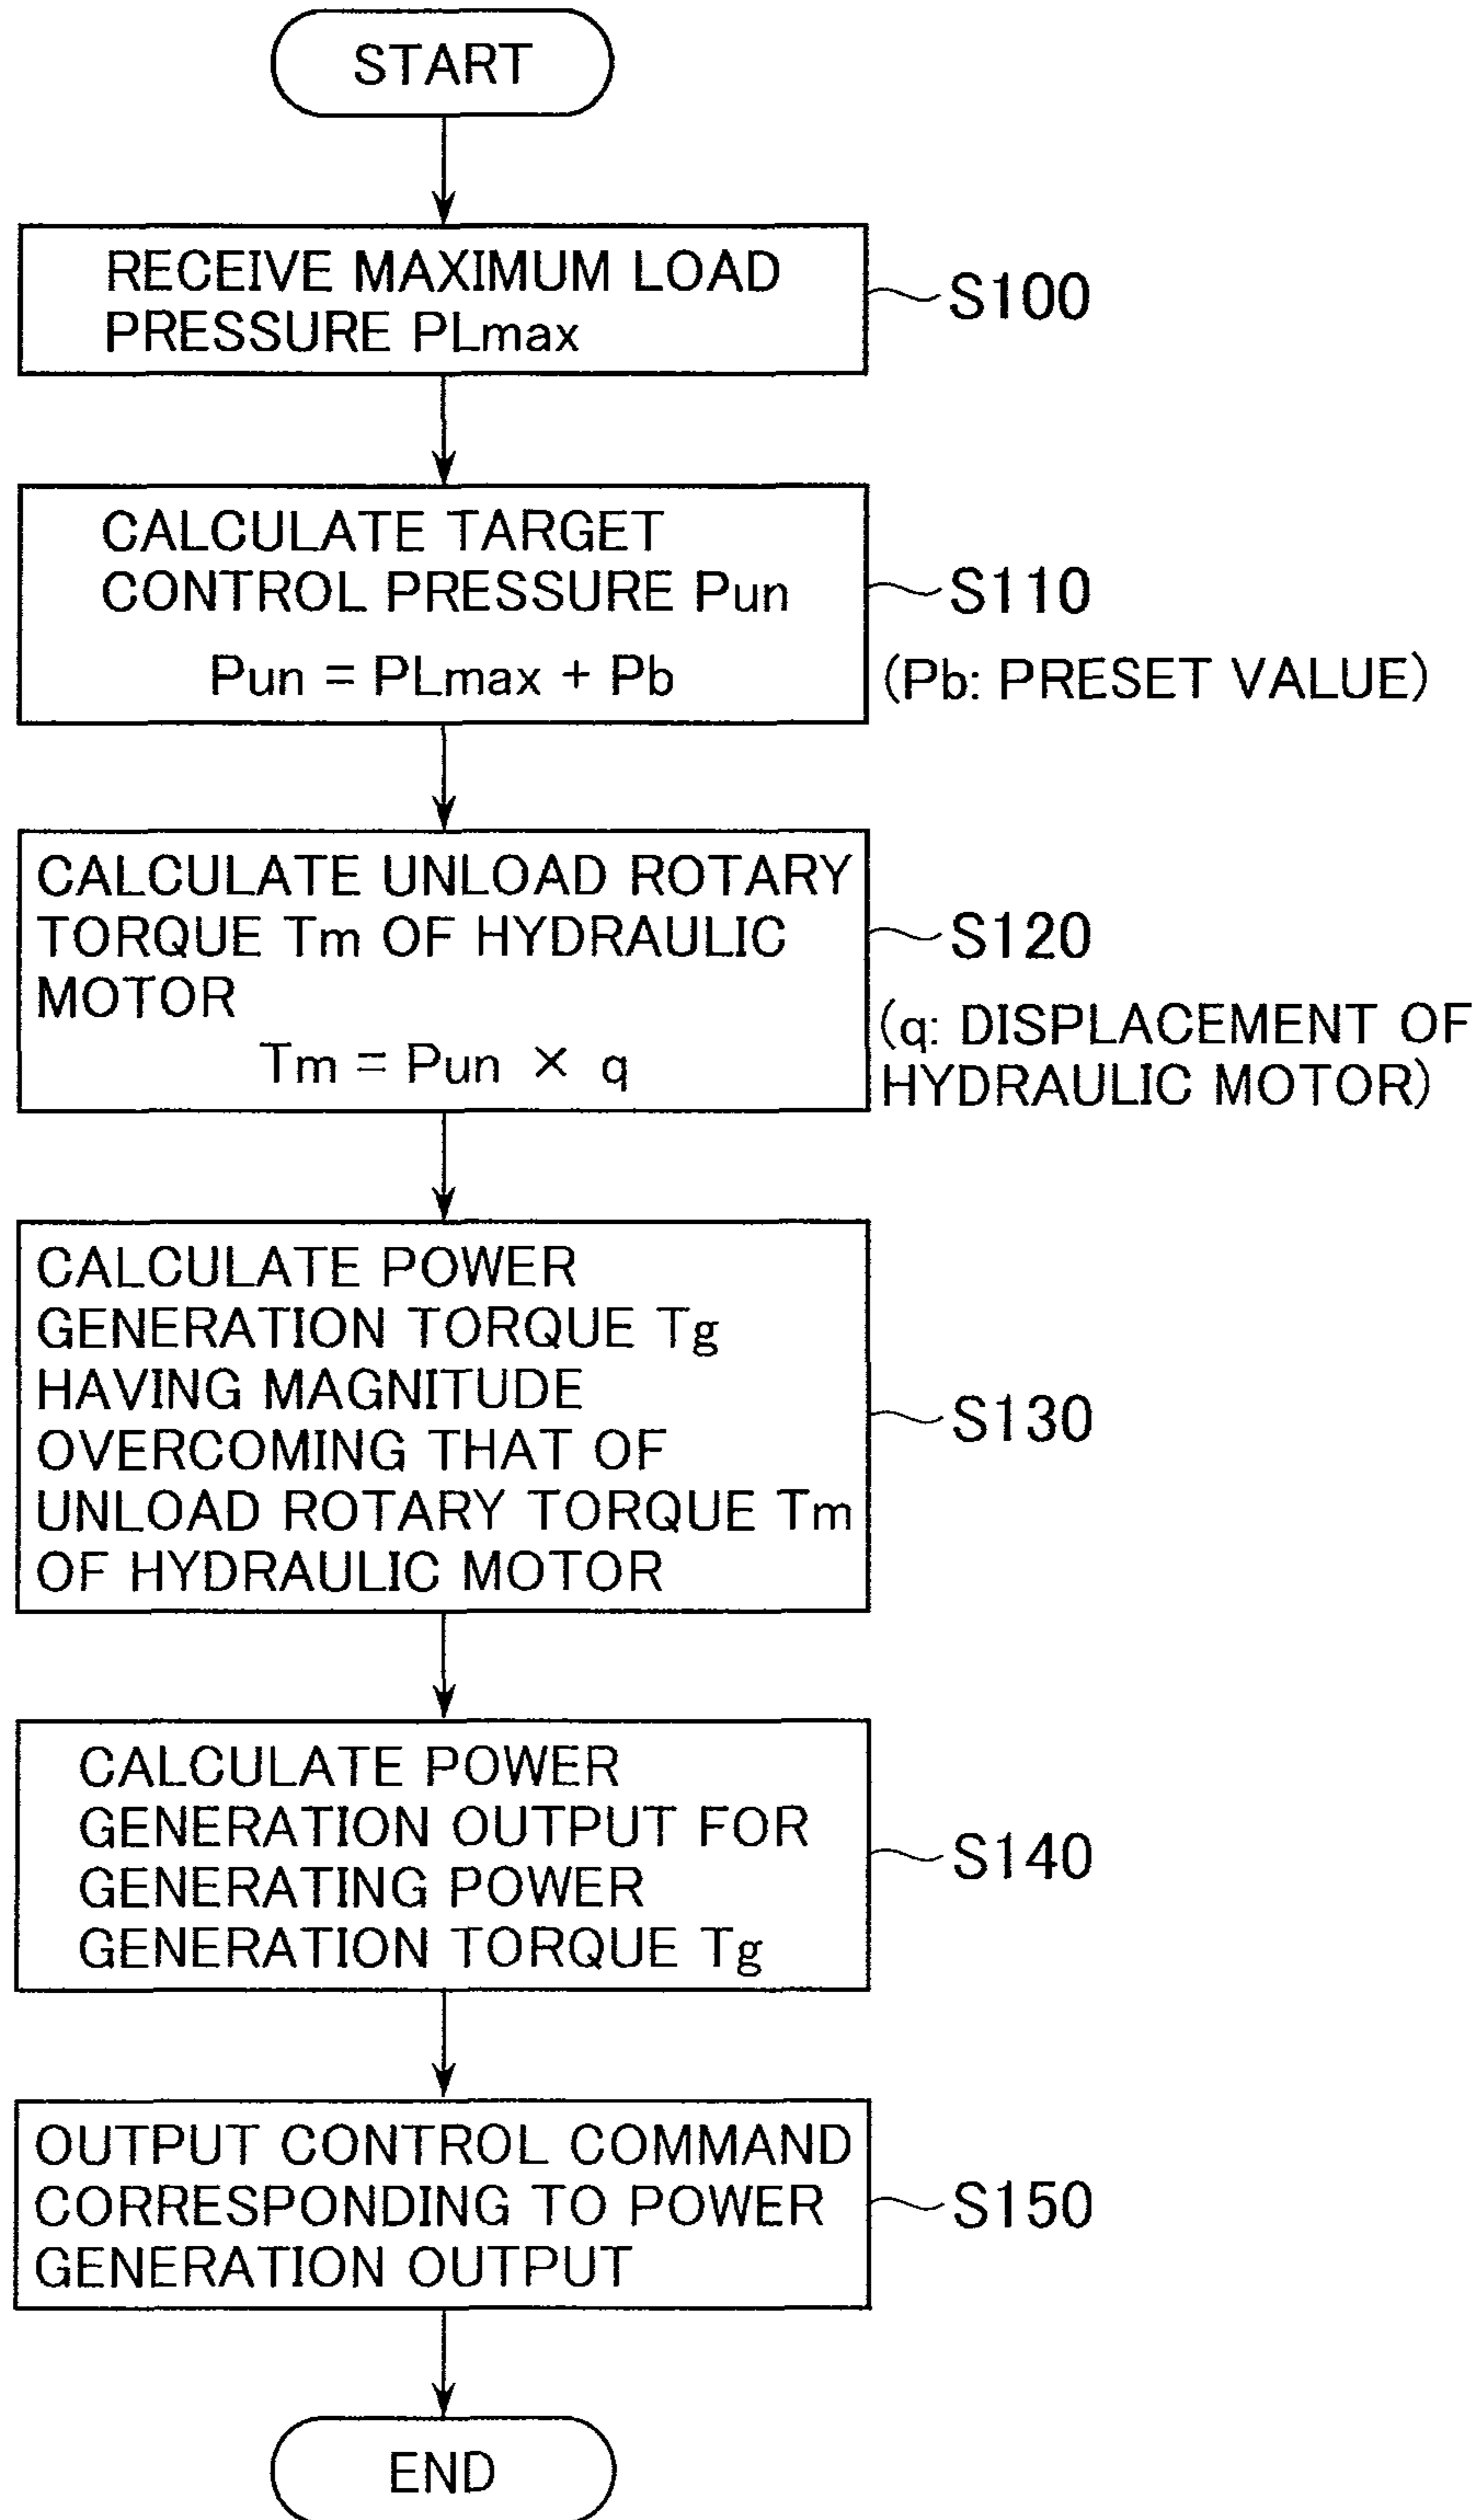 START
RECEIVE MAXIMUM LOAD
PRESSURE PLmax
S100
CALCULATE TARGET
CONTROL PRESSURE Pun
Pun = PLmax + Pb
S110
(Pb: PRESET VALUE)
CALCULATE UNLOAD ROTARY
TORQUE Tm OF HYDRAULIC
MOTOR
Tm = Pun × q
S120
(q: DISPLACEMENT OF
HYDRAULIC MOTOR)
CALCULATE POWER
GENERATION TORQUE Tg
HAVING MAGNITUDE
OVERCOMING THAT OF
UNLOAD ROTARY TORQUE Tm
OF HYDRAULIC MOTOR
S130
CALCULATE POWER
GENERATION OUTPUT FOR
GENERATING POWER
GENERATION TORQUE Tg
S140
OUTPUT CONTROL COMMAND
CORRESPONDING TO POWER
GENERATION OUTPUT
S150
END